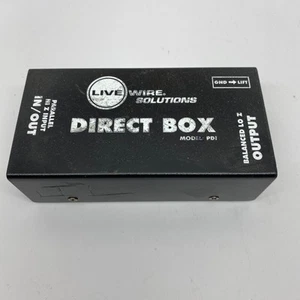 LIVE WIRE.
SOLUTIONS
GND → LIFT
PARALLEL
Hi Z INPUT
IN/OUT
DIRECT BOX
MODEL: PDI
BALANCED LO Z
OUTPUT